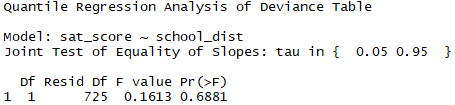 Quantile Regression Analysis of Deviance Table
Model: sat_score ~ school_dist
Joint Test of Equality of Slopes: tau in {  0.05 0.95  }
  Df Resid Df F value Pr(>F)
1  1      725  0.1613 0.6881